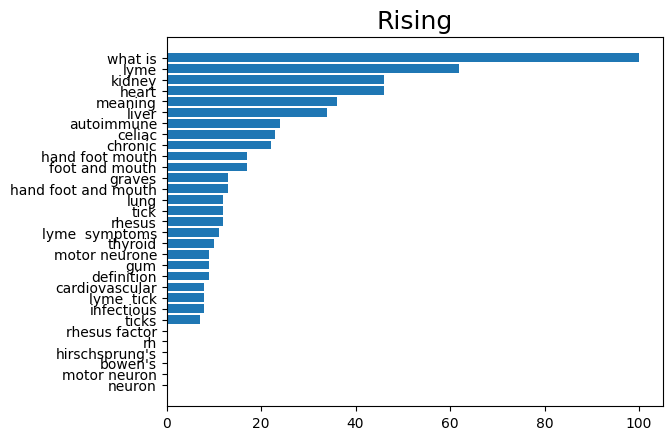 Rising
what is
lyme
kidney
heart
meaning
liver
autoimmune
celiac
chronic
hand foot mouth
foot and mouth
graves
hand foot and mouth
lung
tick
rhesus
lyme  symptoms
thyroid
motor neurone
gum
definition
cardiovascular
lyme  tick
infectious
ticks
rhesus factor
rh
hirschsprung's
bowen's
motor neuron
neuron
0 20 40 60 80 100